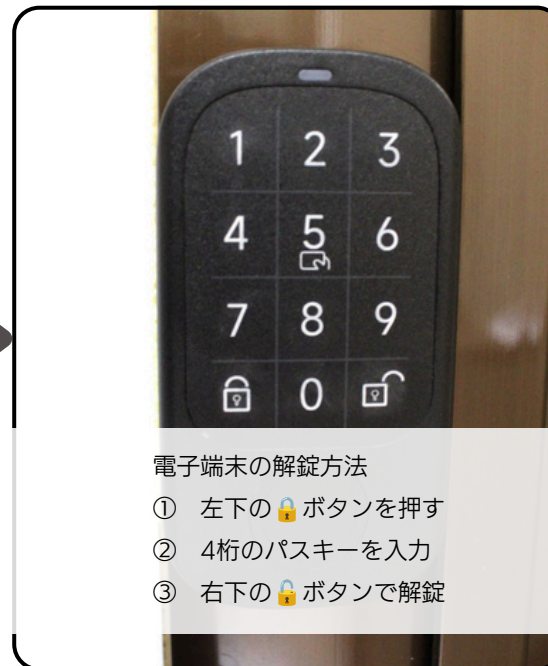 1 2 3
4 5 6
7 8 9
0
電子端末の解錠方法
① 左下の🔒ボタンを押す
② 4桁のパスキーを入力
③ 右下の🔓ボタンで解錠